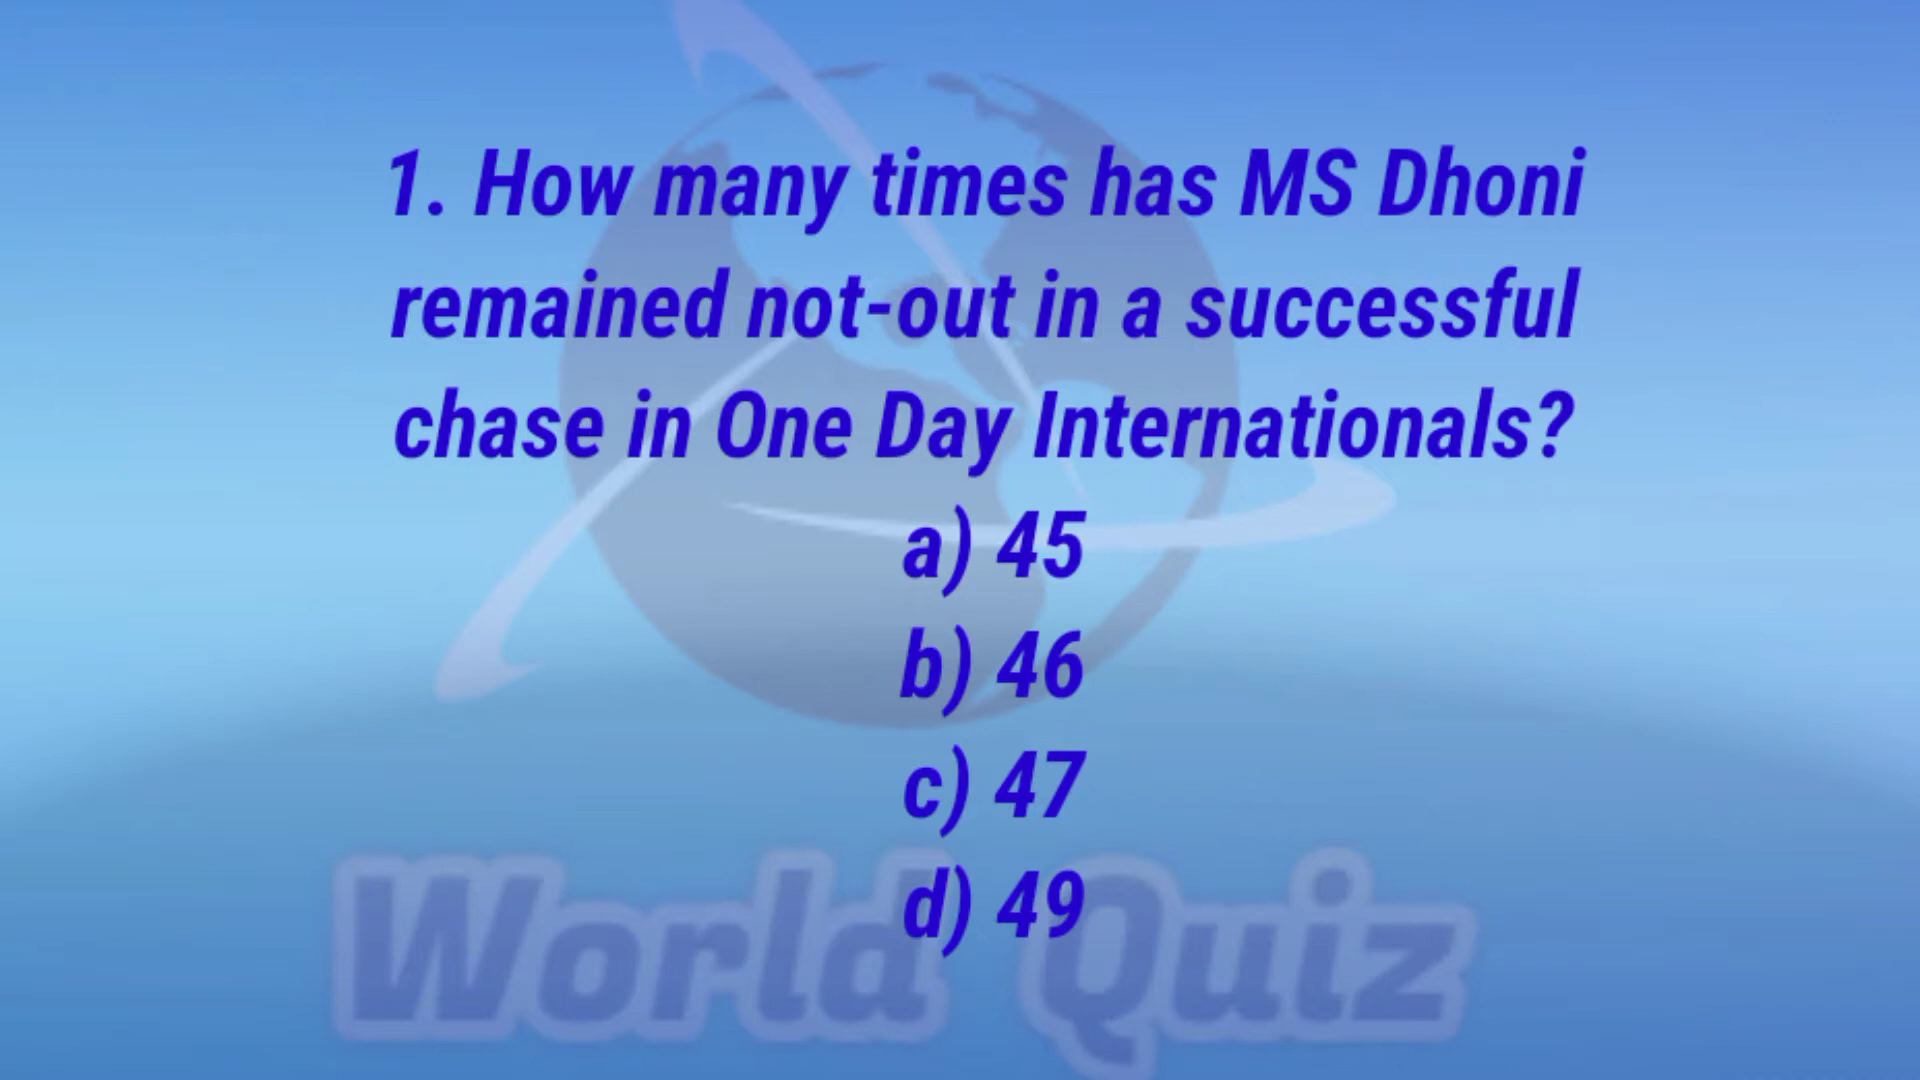 1. How many times has MS Dhoni
remained not-out in a successful
chase in One Day Internationals?
a) 45
b) 46
c) 47
d) 49
World Quiz